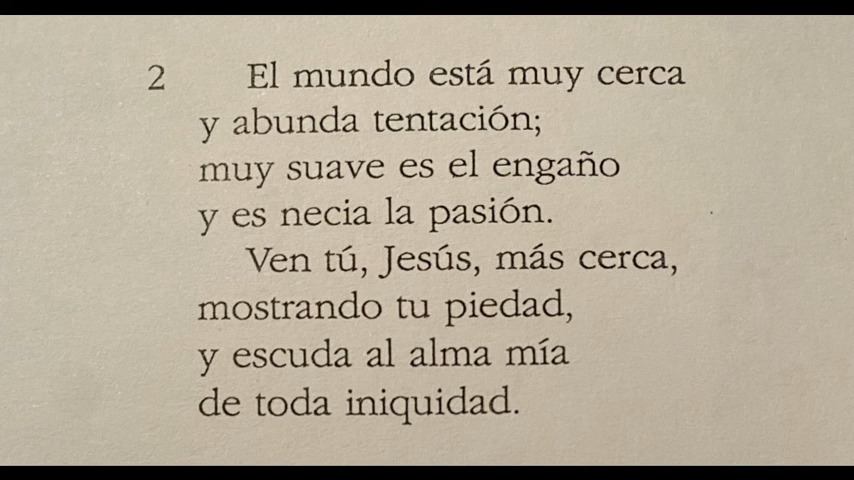 2 El mundo está muy cerca
y abunda tentación;
muy suave es el engaño
y es necia la pasión.
Ven tú, Jesús, más cerca,
mostrando tu piedad,
y escuda al alma mía
de toda iniquidad.